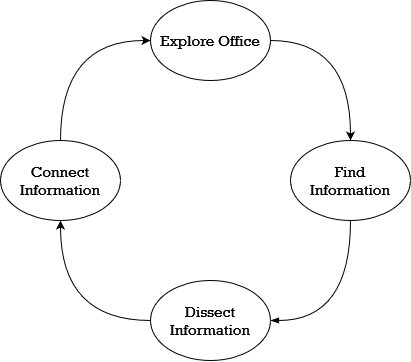 Explore Office
Find
Information
Dissect
Information
Connect
Information